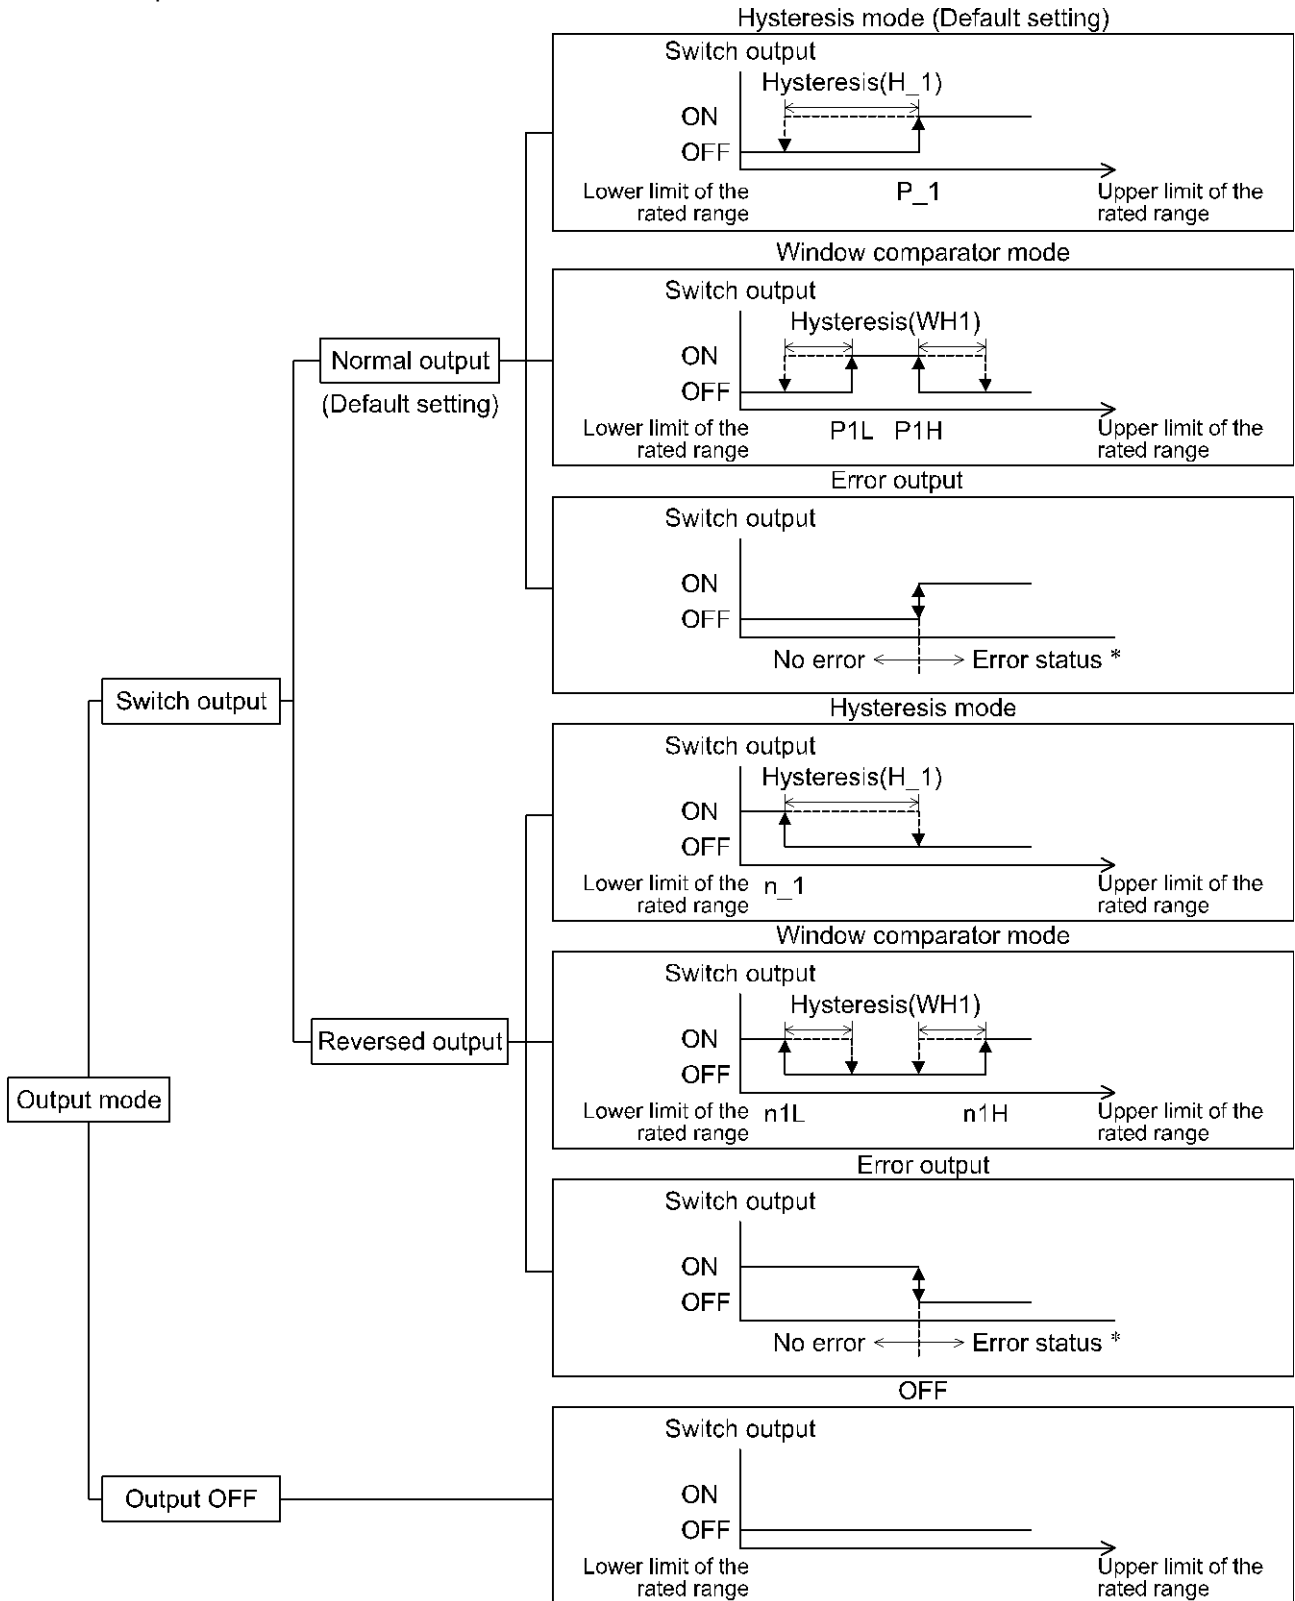 Hysteresis mode (Default setting)
Switch output
Hysteresis(H_1)
ON
OFF
Lower limit of the
rated range
P_1
Upper limit of the
rated range
Window comparator mode
Switch output
Hysteresis(WH1)
ON
OFF
Lower limit of the
rated range
P1L P1H
Upper limit of the
rated range
Normal output
(Default setting)
Error output
Switch output
ON
OFF
No error
Error status *
Switch output
Hysteresis mode
Switch output
Hysteresis(H_1)
ON
OFF
Lower limit of the
rated range
n_1
Upper limit of the
rated range
Window comparator mode
Switch output
Hysteresis(WH1)
ON
OFF
Lower limit of the
rated range
n1L n1H
Upper limit of the
rated range
Reversed output
Output mode
Error output
Switch output
ON
OFF
No error
Error status *
OFF
Switch output
ON
OFF
Lower limit of the
rated range
Upper limit of the
rated range
Output OFF